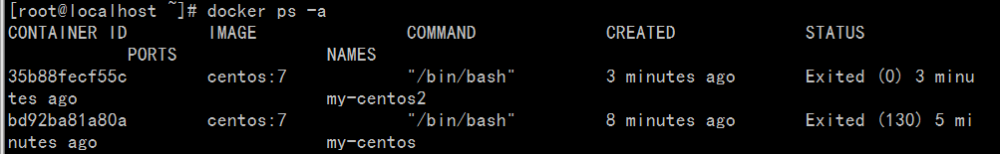 [root@localhost ~]# docker ps -a
CONTAINER ID        IMAGE               COMMAND             CREATED             STATUS
            PORTS               NAMES
35b88fecf55c        centos:7            "/bin/bash"         3 minutes ago       Exited (0) 3 minu
tes ago                         my-centos2
bd92ba81a80a        centos:7            "/bin/bash"         8 minutes ago       Exited (130) 5 mi
nutes ago                       my-centos